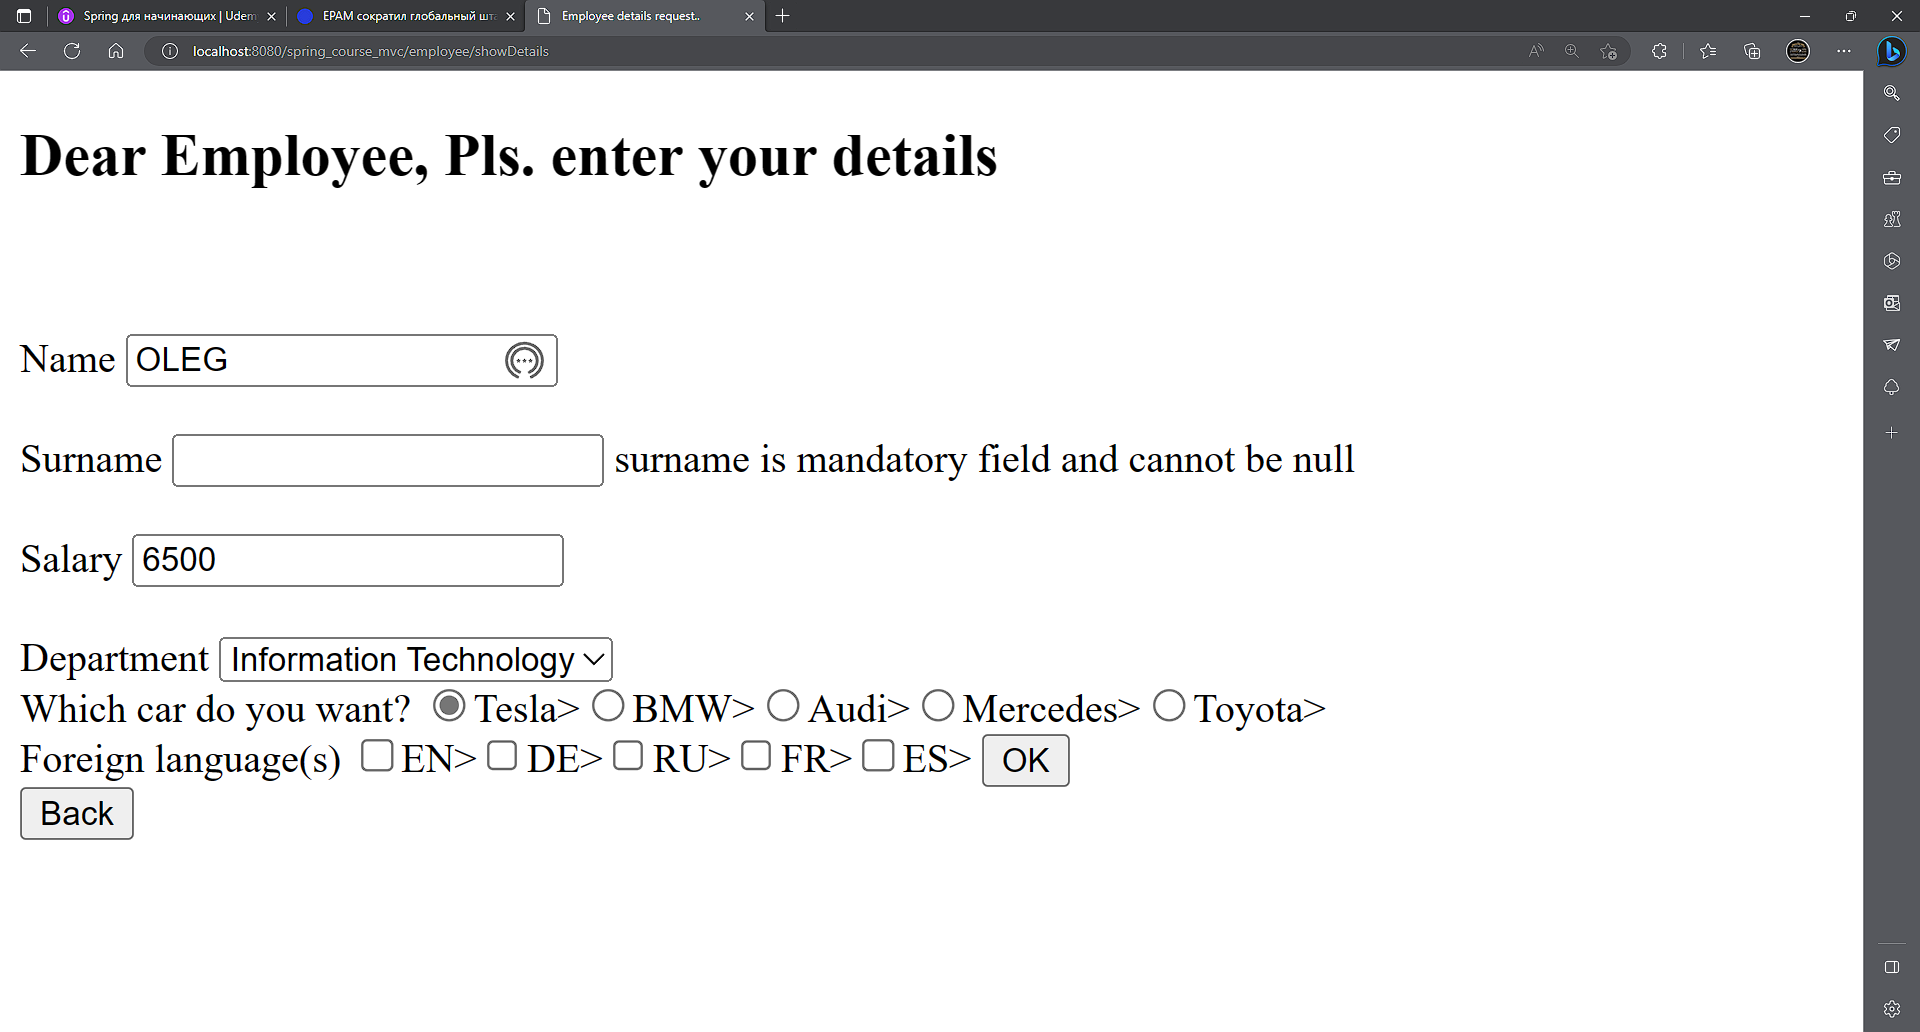 Spring для начинающих | Udem
EPAM сократил глобальный шта
Employee details request..
localhost:8080/spring_course_mvc/employee/showDetails
Dear Employee, Pls. enter your details
Name OLEG
Surname surname is mandatory field and cannot be null
Salary 6500
Department Information Technology
Which car do you want? Tesla> BMW> Audi> Mercedes> Toyota>
Foreign language(s) EN> DE> RU> FR> ES> OK
Back